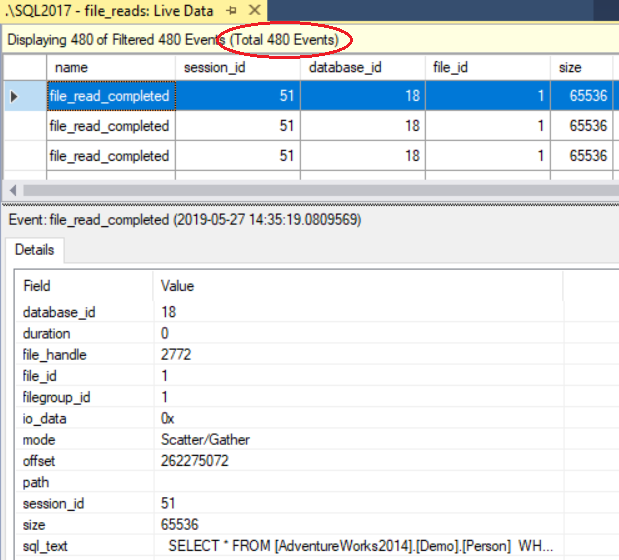 .\SQL2017 - file_reads: Live Data
Displaying 480 of Filtered 480 Events (Total 480 Events)
name session_id database_id file_id size
file_read_completed 51 18 1 65536
file_read_completed 51 18 1 65536
file_read_completed 51 18 1 65536
Event: file_read_completed (2019-05-27 14:35:19.0809569)
Details
Field Value
database_id 18
duration 0
file_handle 2772
file_id 1
filegroup_id 1
io_data 0x
mode Scatter/Gather
offset 262275072
path
session_id 51
size 65536
sql_text SELECT * FROM [AdventureWorks2014].[Demo].[Person] WH...